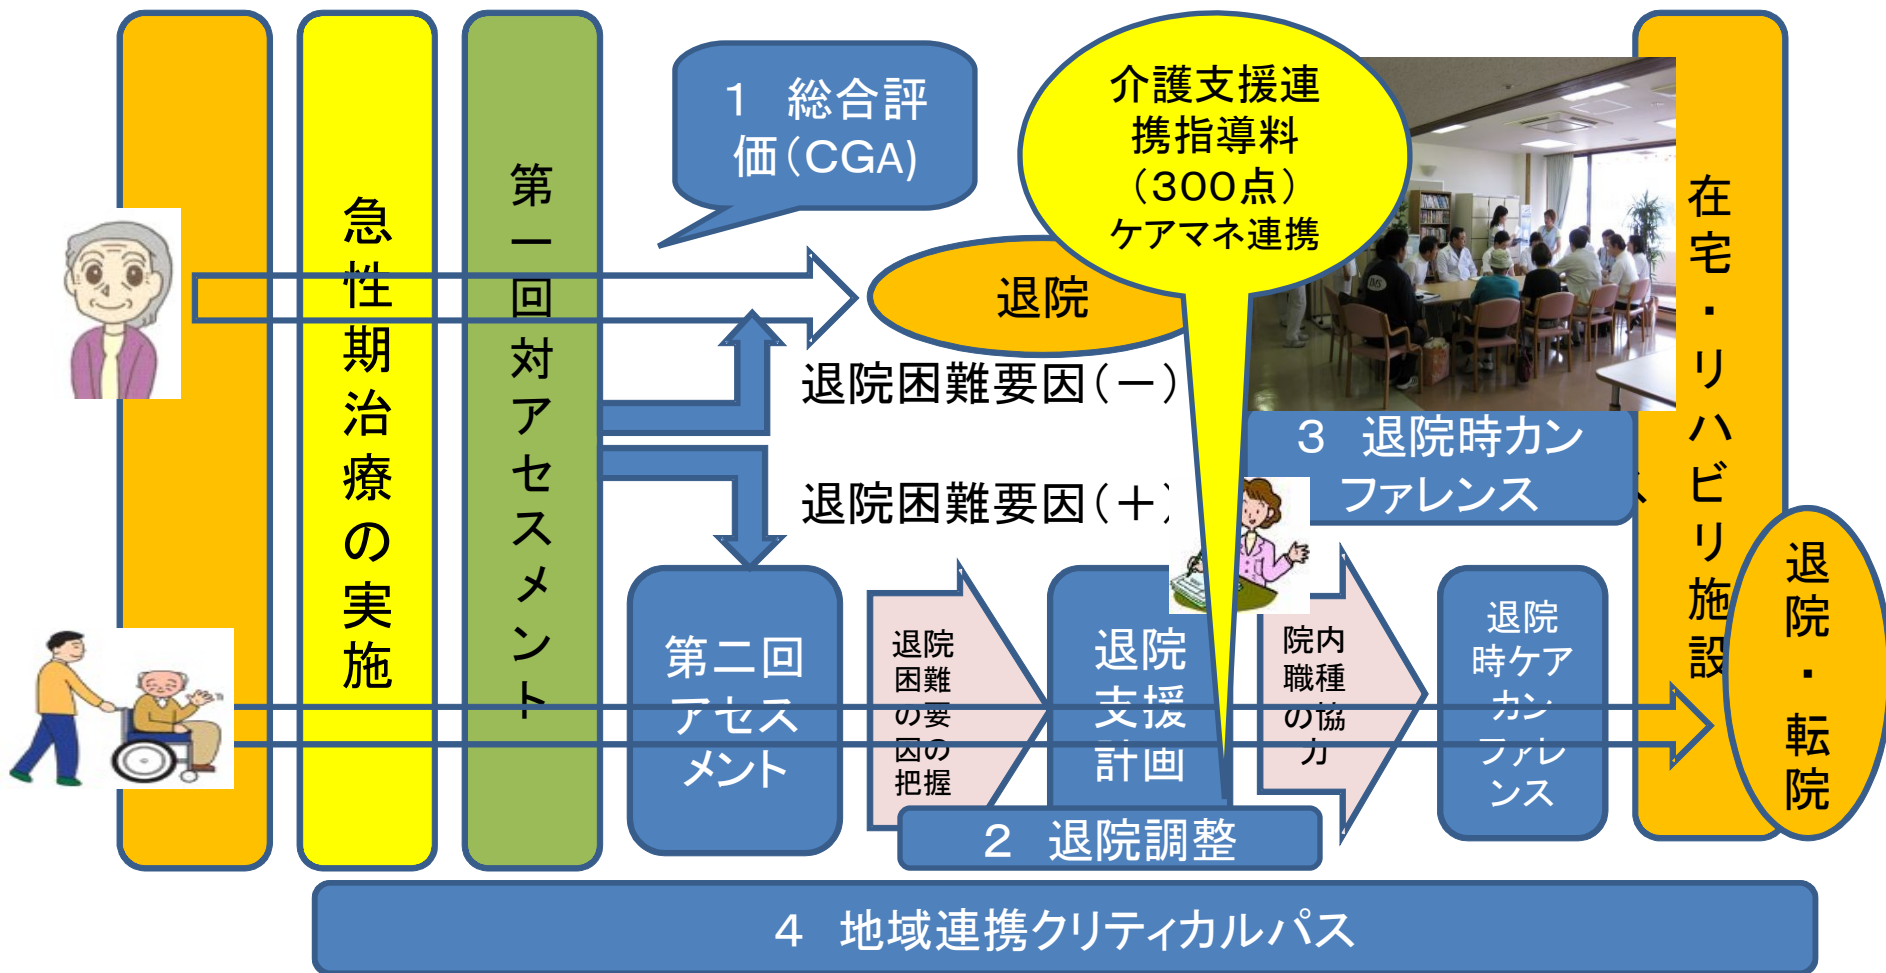 急性期治療の実施
第一回対アセスメント
1 総合評
価(CGA)
介護支援連
携指導料
(300点)
ケアマネ連携
退院
退院困難要因(－)
退院困難要因(＋)
3 退院時カン
ファレンス
在宅・リハビリ施設
退院・転院
第二回
アセス
メント
退院
困難
の要
因の
把握
退院
支援
計画
院内
職種
の協
力
退院
時ケア
カン
ファレ
ンス
2 退院調整
4 地域連携クリティカルパス